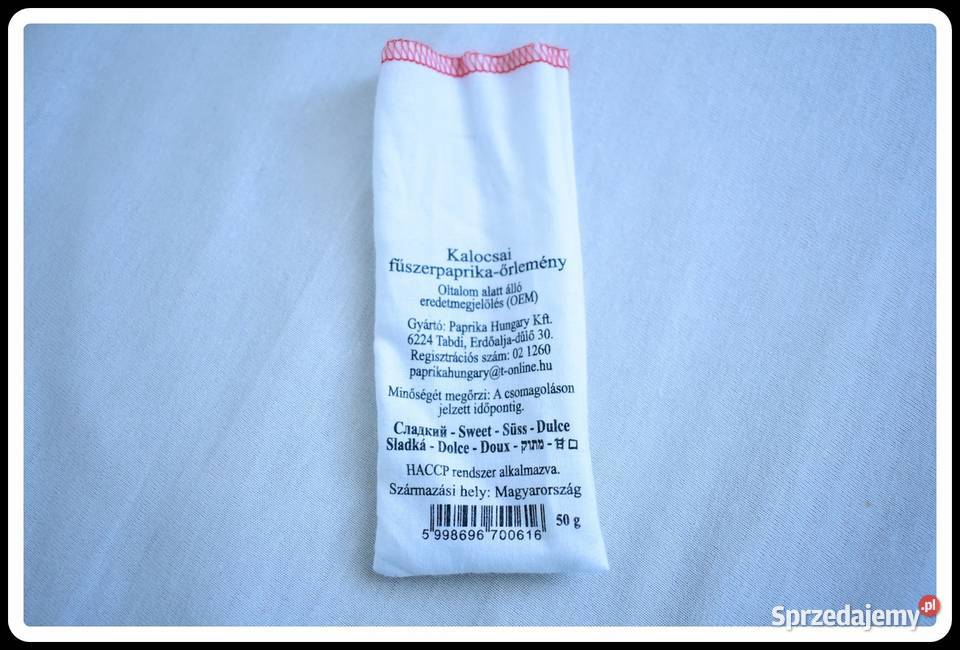 Kalocsai
fűszerpaprika-őrlemény
Oltalom alatt álló
eredetmegjelölés (OEM)
Gyártó: Paprika Hungary Kft.
6224 Tabdi, Erdőalja-dűlő 30.
Regisztrációs szám: 02 1260
paprikahungary@t-online.hu
Minőségét megőrzi: A csomagoláson
jelzett időpontig.
Сладкий - Sweet - Süss - Dulce
Sladká - Dolce - Doux - מתוק -
HACCP rendszer alkalmazva.
Származási hely: Magyarország
50 g
5 998696 700616
Sprzedajemy.pl